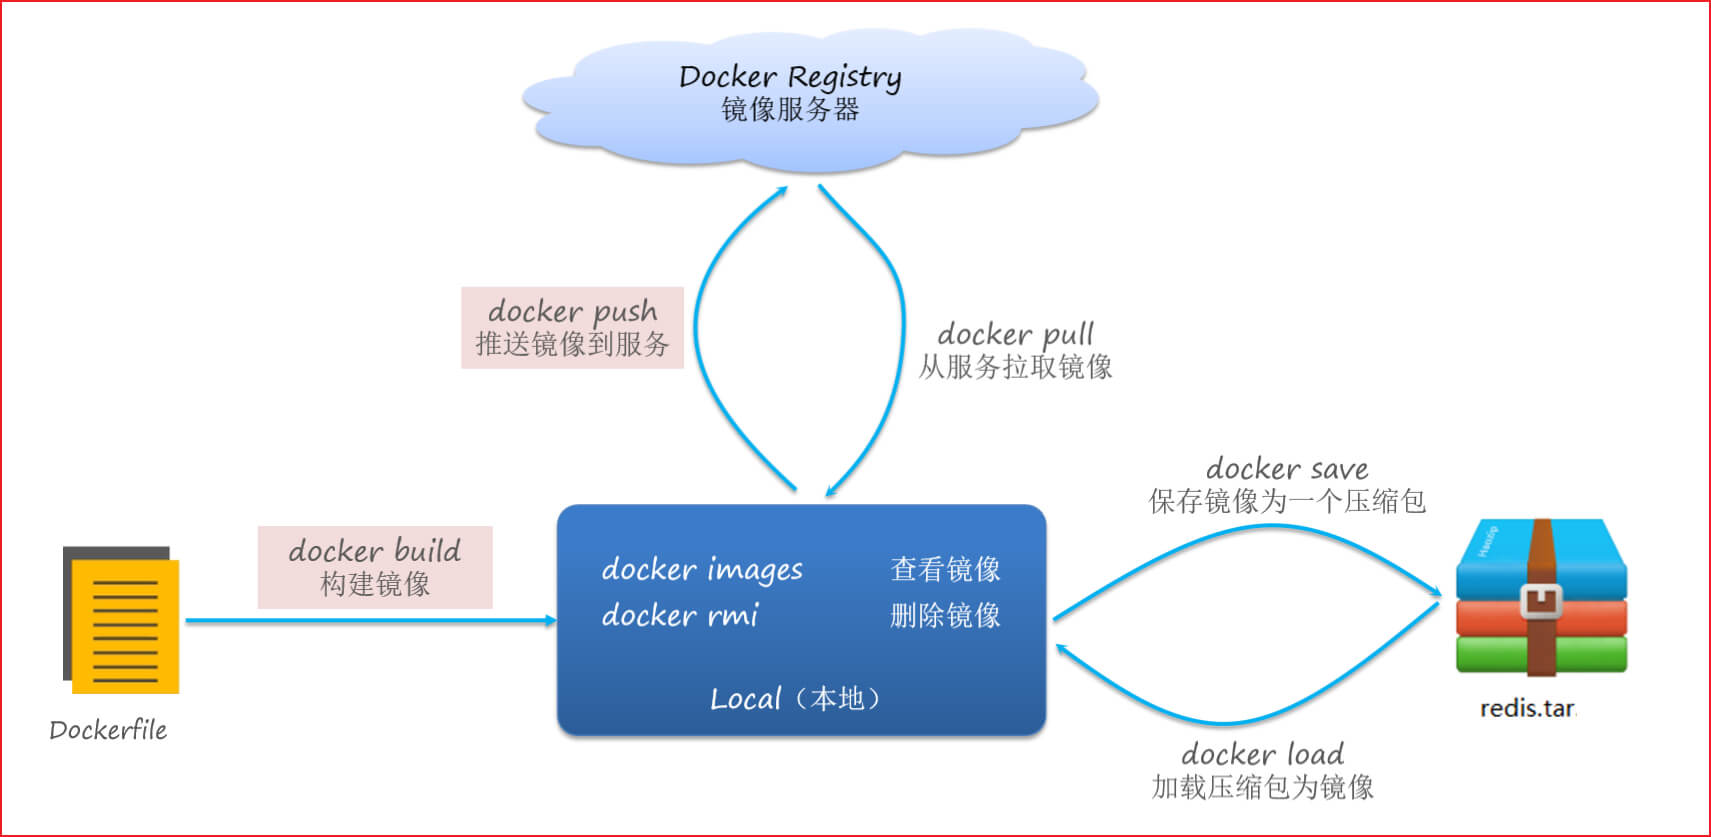 Docker Registry
镜像服务器
docker push
推送镜像到服务
docker pull
从服务拉取镜像
docker save
保存镜像为一个压缩包
docker build
构建镜像
docker images 查看镜像
docker rmi 删除镜像
Local（本地）
Haozip
redis.tar
Dockerfile
docker load
加载压缩包为镜像